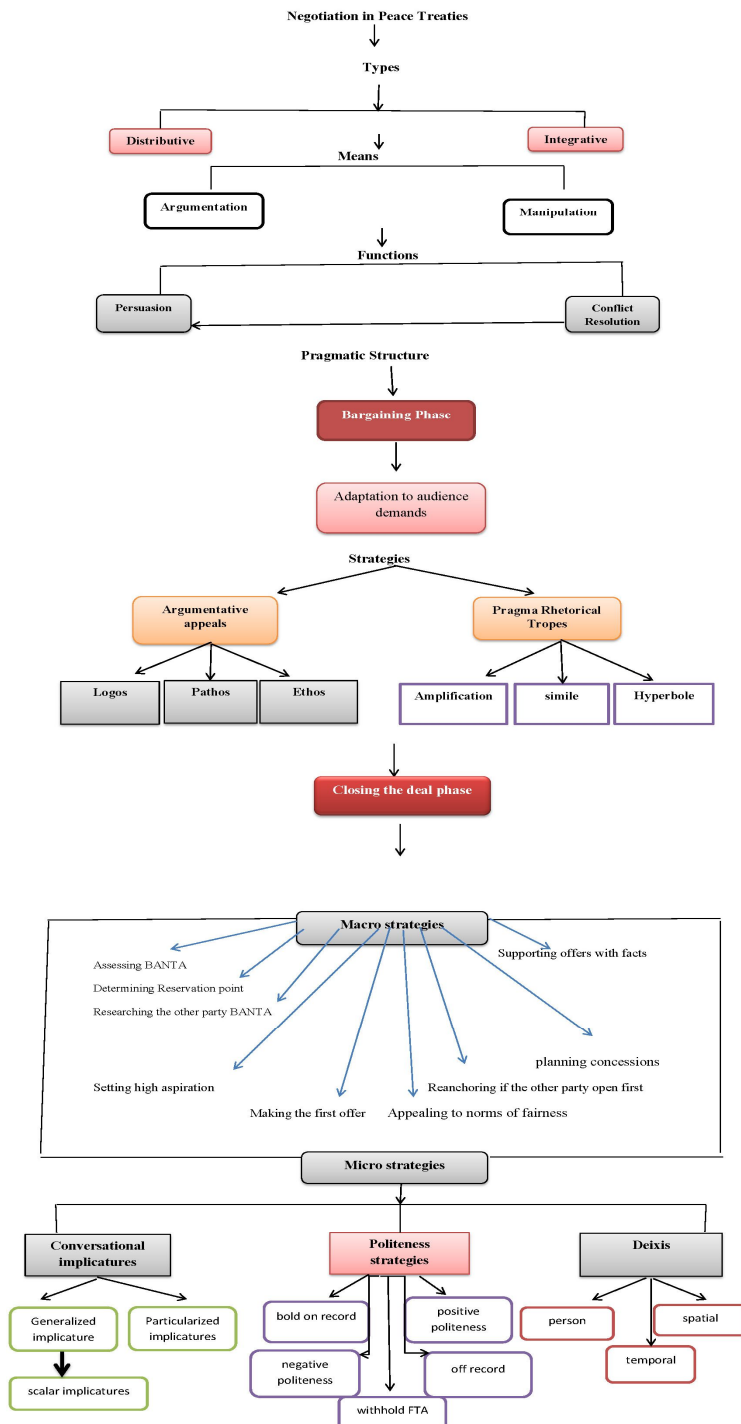 Negotiation in Peace Treaties
Types
Distributive
Integrative
Means
Argumentation
Manipulation
Functions
Persuasion
Conflict
Resolution
Pragmatic Structure
Bargaining Phase
Adaptation to audience
demands
Strategies
Argumentative
appeals
Pragma Rhetorical
Tropes
Logos
Pathos
Ethos
Amplification
simile
Hyperbole
Closing the deal phase
Macro strategies
Supporting offers with facts
Assessing BANTA
Determining Reservation point
Researching the other party BANTA
planning concessions
Setting high aspiration
Reanchoring if the other party open first
Making the first offer
Appealing to norms of fairness
Micro strategies
Conversational
implicatures
Politeness
strategies
Deixis
Generalized
implicature
Particularized
implicatures
bold on record
positive
politeness
person
spatial
negative
politeness
off record
temporal
scalar implicatures
withhold FTA